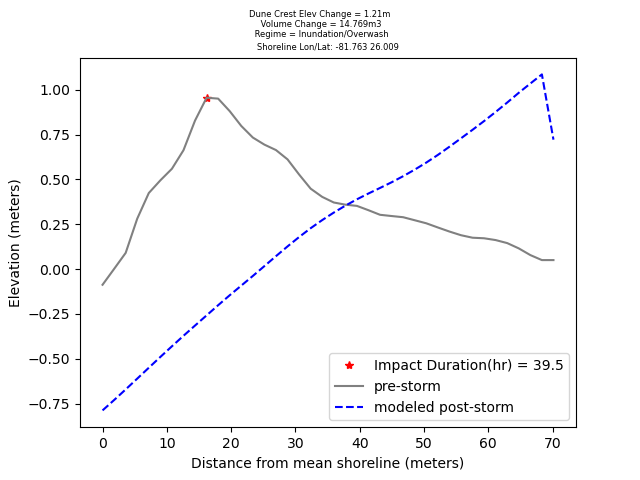 Dune Crest Elev Change = 1.21m
Volume Change = 14.769m3
Regime = Inundation/Overwash
Shoreline Lon/Lat: -81.763 26.009
1.00
0.75
0.50
0.25
0.00
−0.25
−0.50
−0.75
Elevation (meters)
Impact Duration(hr) = 39.5
pre-storm
modeled post-storm
0 10 20 30 40 50 60 70
Distance from mean shoreline (meters)